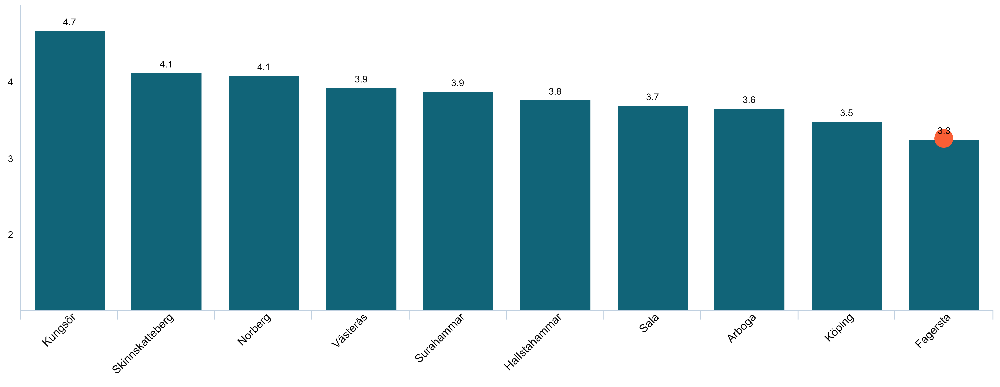 4.7
4.1
4.1
3.9
3.9
3.8
3.7
3.6
3.5
3.3
4
3
2
Kungsör
Skinnskatteberg
Norberg
Västerås
Surahammar
Hallstahammar
Sala
Arboga
Köping
Fagersta